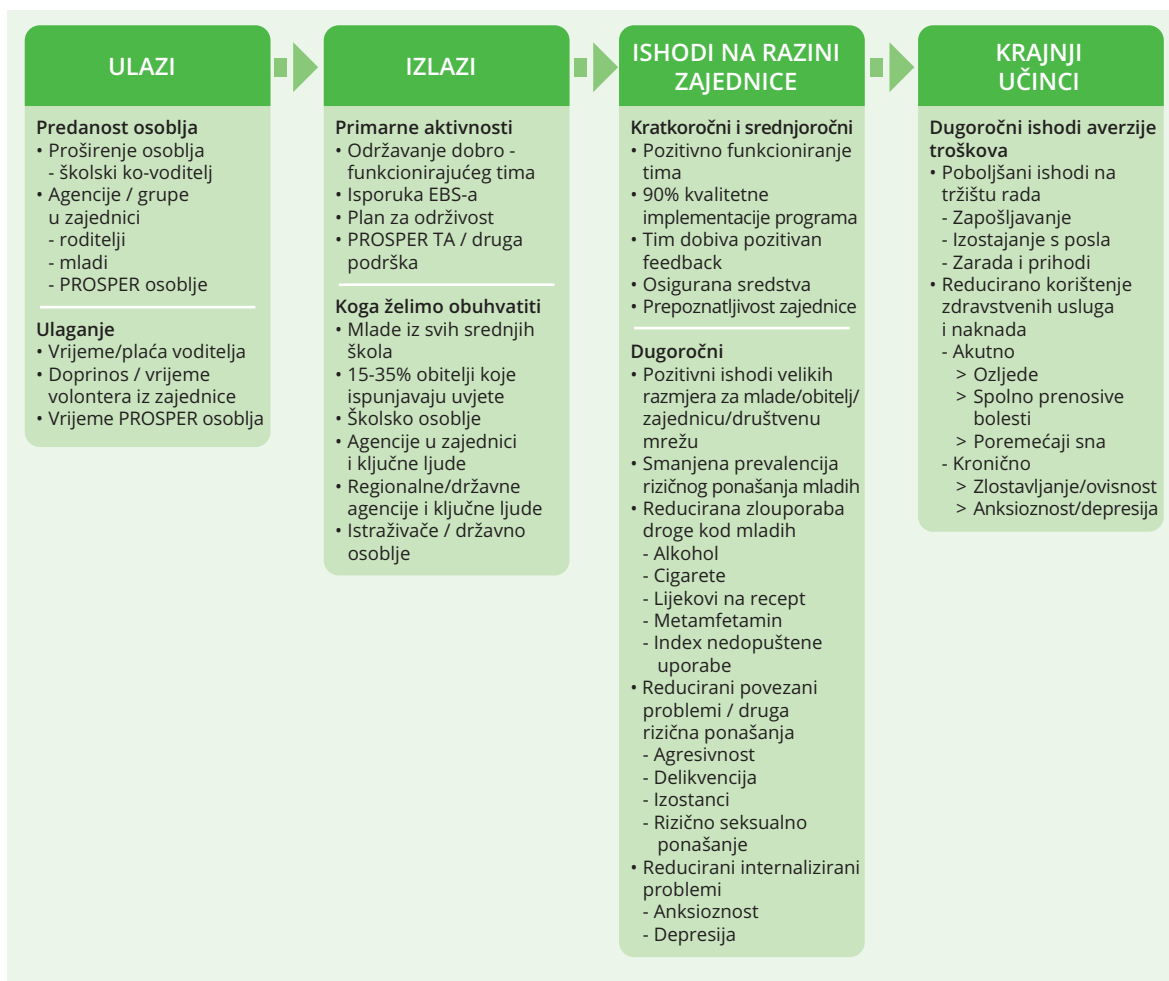 ULAZI
Predanost osoblja
• Proširenje osoblja
- školski ko-voditelj
• Agencije / grupe
u zajednici
- roditelji
- mladi
- PROSPER osoblje
Ulaganje
• Vrijeme/plaća voditelja
• Doprinos / vrijeme
volontera iz zajednice
• Vrijeme PROSPER osoblja
IZLAZI
Primarne aktivnosti
• Održavanje dobro -
funkcionirajućeg tima
• Isporuka EBS-a
• Plan za održivost
• PROSPER TA / druga
podrška
Koga želimo obuhvatiti
• Mlade iz svih srednjih
škola
• 15-35% obitelji koje
ispunjavaju uvjete
• Školsko osoblje
• Agencije u zajednici
i ključne ljude
• Regionalne/državne
agencije i ključne ljude
• Istraživače / državno
osoblje
ISHODI NA RAZINI
ZAJEDNICE
Kratkoročni i srednjoročni
• Pozitivno funkcioniranje
tima
• 90% kvalitetne
implementacije programa
• Tim dobiva pozitivan
feedback
• Osigurana sredstva
• Prepoznatljivost zajednice
Dugoročni
• Pozitivni ishodi velikih
razmjera za mlade/obitelj/
zajednicu/društvenu
mrežu
• Smanjena prevalencija
rizičnog ponašanja mladih
• Reducirana zlouporaba
droge kod mladih
- Alkohol
- Cigarete
- Lijekovi na recept
- Metamfetamin
- Index nedopuštene
uporabe
• Reducirani povezani
problemi / druga
rizična ponašanja
- Agresivnost
- Delikvencija
- Izostanci
- Rizično seksualno
ponašanje
• Reducirani internalizirani
problemi
- Anksioznost
- Depresija
KRAJNJI
UČINCI
Dugoročni ishodi averzije
troškova
• Poboljšani ishodi na
tržištu rada
- Zapošljavanje
- Izostajanje s posla
- Zarada i prihodi
• Reducirano korištenje
zdravstvenih usluga
i naknada
- Akutno
> Ozljede
> Spolno prenosive
bolesti
> Poremećaji sna
- Kronično
> Zlostavljanje/ovisnost
> Anksioznost/depresija